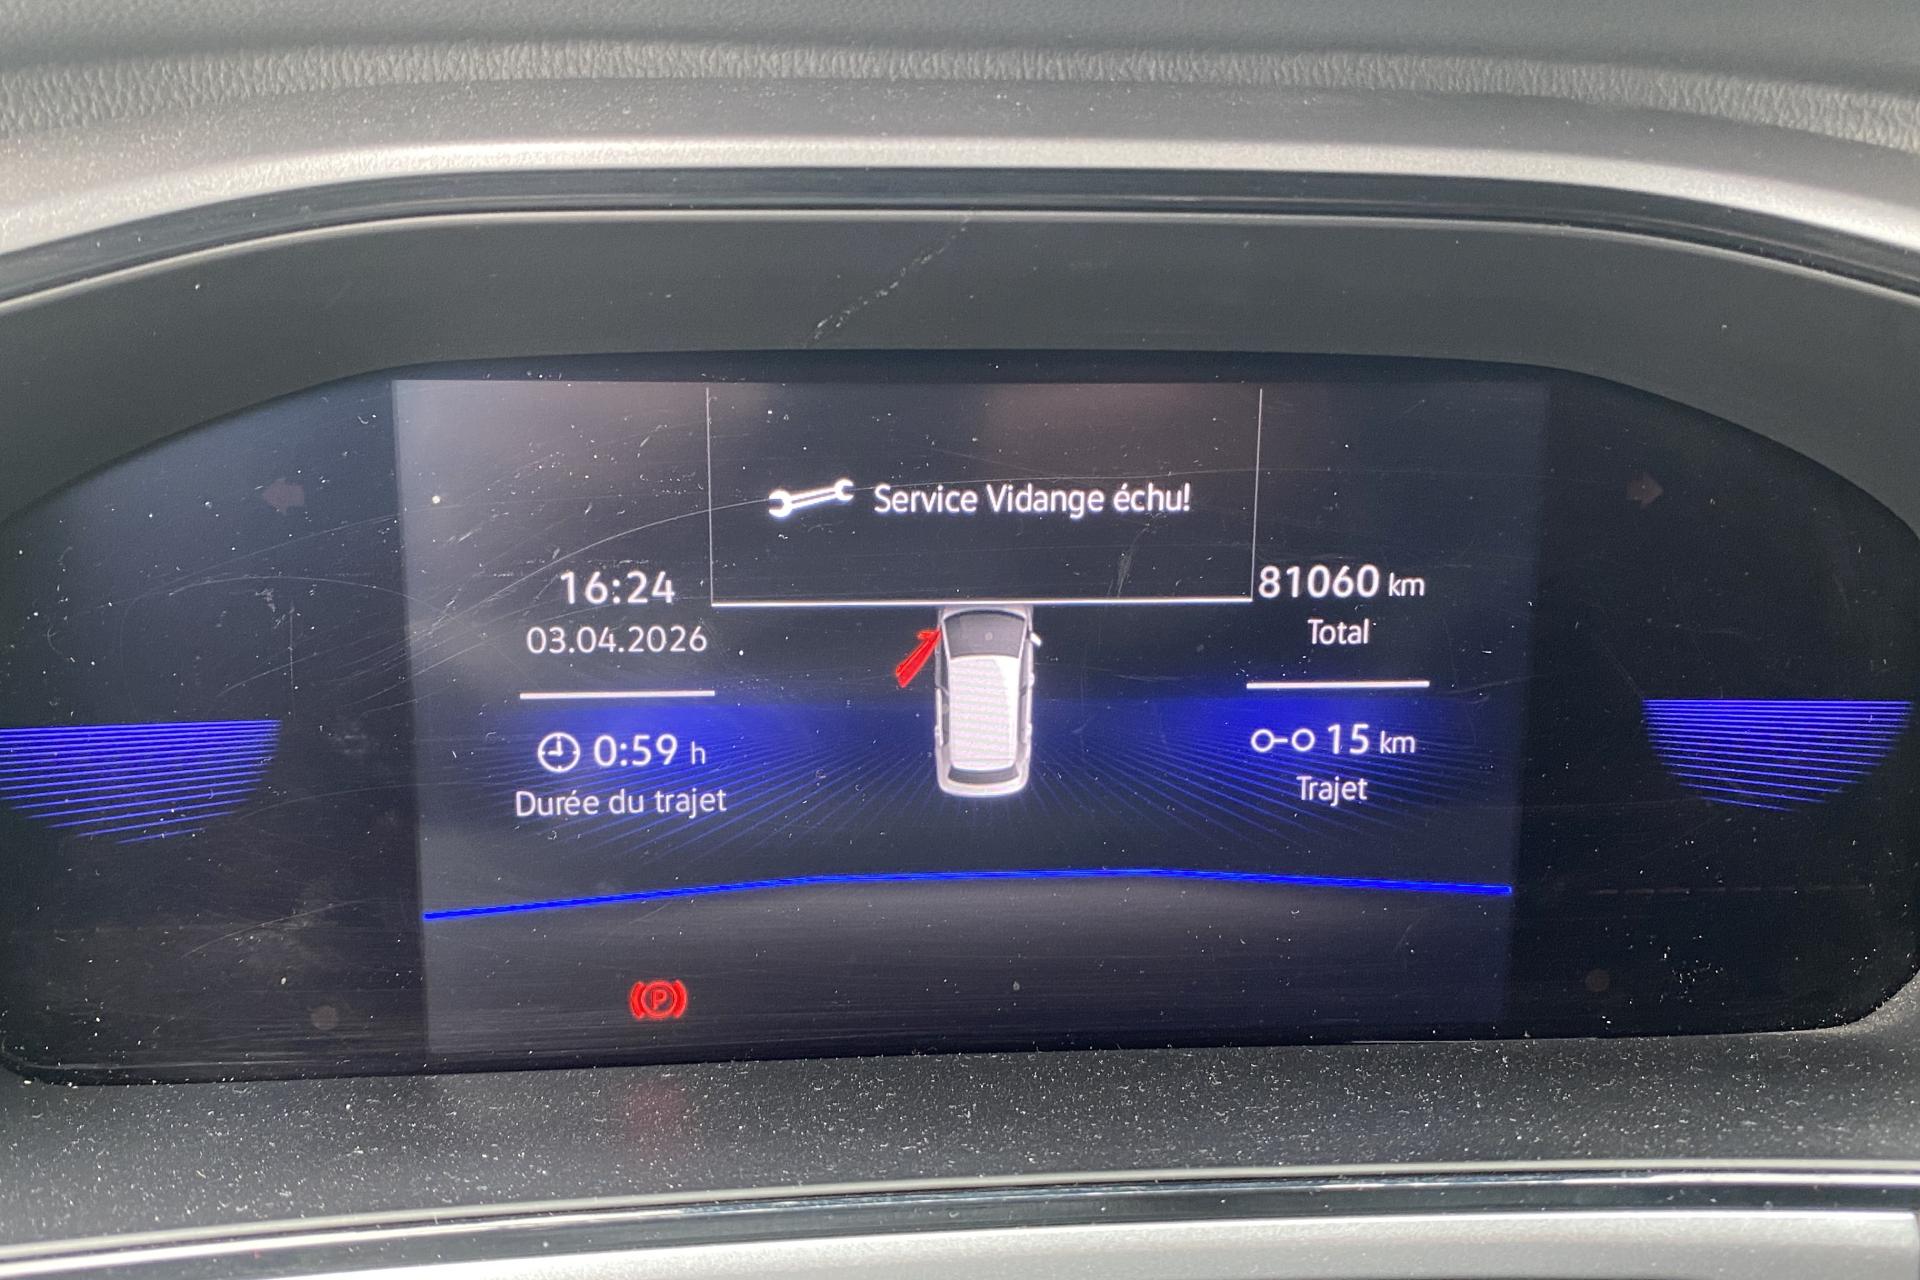 Service Vidange échu!
16:24
03.04.2026
81060 km
Total
0:59 h
Durée du trajet
15 km
Trajet
P